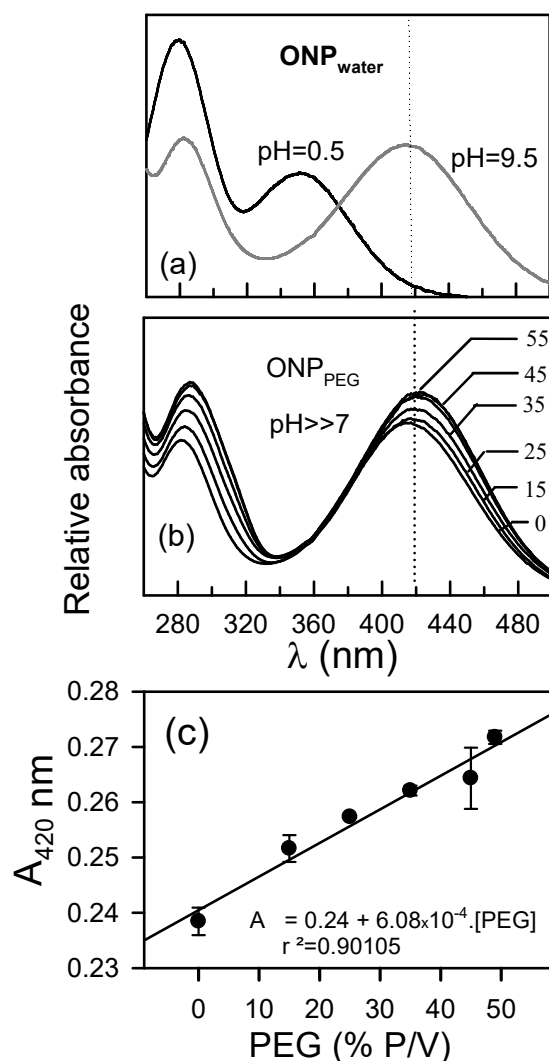 ONPwater
pH=0.5
pH=9.5
(a)
Relative absorbance
ONPPEG
pH>>7
55
45
35
25
15
0
(b)
280 320 360 400 440 480
λ (nm)
0.28
0.27
0.26
0.25
0.24
0.23
A420 nm
(c)
A = 0.24 + 6.08x10-4.[PEG]
r ²=0.90105
0 10 20 30 40 50
PEG (% P/V)